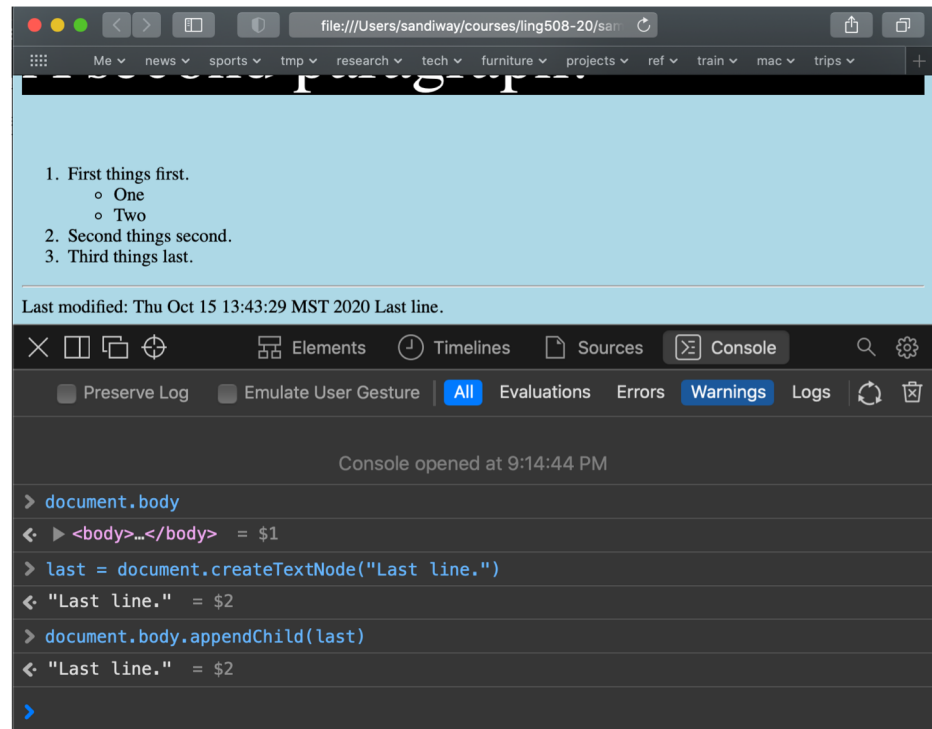 file:///Users/sandiway/courses/ling508-20/sam
Me news sports tmp research tech furniture projects ref train mac trips
A second paragraph.
1. First things first.
One
Two
2. Second things second.
3. Third things last.
Last modified: Thu Oct 15 13:43:29 MST 2020 Last line.
Elements Timelines Sources Console
Preserve Log Emulate User Gesture All Evaluations Errors Warnings Logs
Console opened at 9:14:44 PM
> document.body
<body>…</body> = $1
> last = document.createTextNode("Last line.")
"Last line." = $2
> document.body.appendChild(last)
"Last line." = $2
>